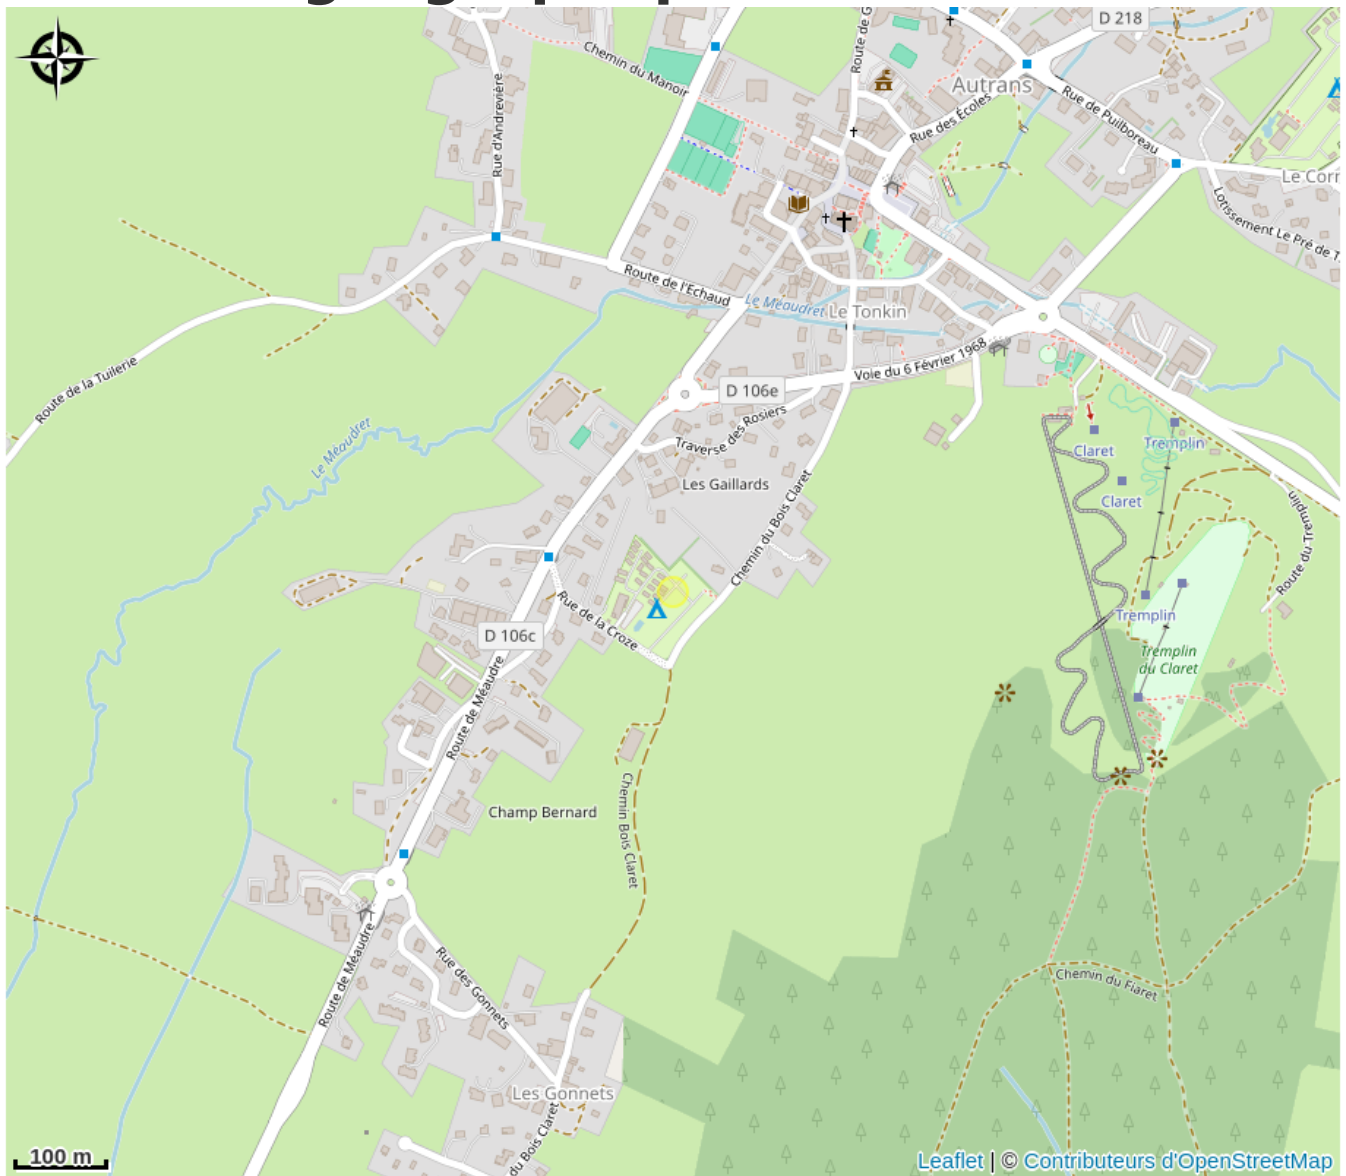 D 218
Chemin du Manoir
Route de G
Autrans
Rue d'Andrevière
Rue des Écoles
Rue de Puilboreau
Le Corr
Lotissement Le Pré de T
Route de l'Echaud
Le Méaudret
Le Tonkin
Voie du 6 Février 1968
Route de la Tuilerie
D 106e
Traverse des Rosiers
Le Méaudret
Claret
Tremplin
Les Gaillards
Claret
Chemin du Bois Claret
Route du Tremplin
Rue de la Croze
Tremplin
D 106c
Tremplin
du Claret
Route de Méaudre
Champ Bernard
Chemin Bois Claret
Route de Méaudre
Rue des Gonnets
Chemin du Fiaret
Les Gonnets
du Bois Claret
100 m
Leaflet | © Contributeurs d'OpenStreetMap